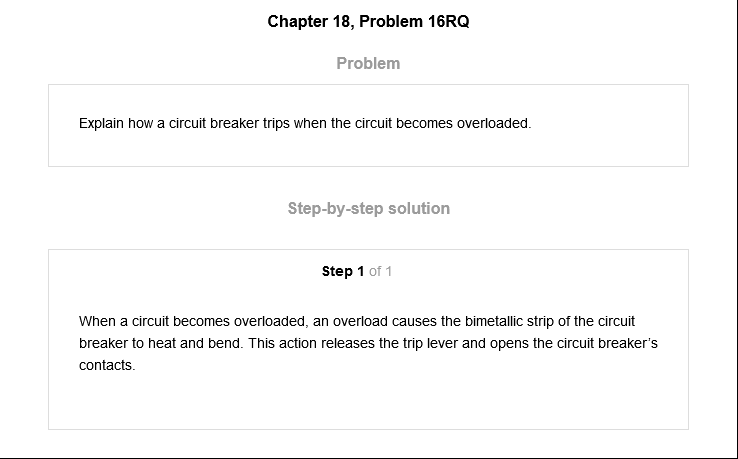 Chapter 18, Problem 16RQ
Problem
Explain how a circuit breaker trips when the circuit becomes overloaded.
Step-by-step solution
Step 1 of 1
When a circuit becomes overloaded, an overload causes the bimetallic strip of the circuit
breaker to heat and bend. This action releases the trip lever and opens the circuit breaker’s
contacts.